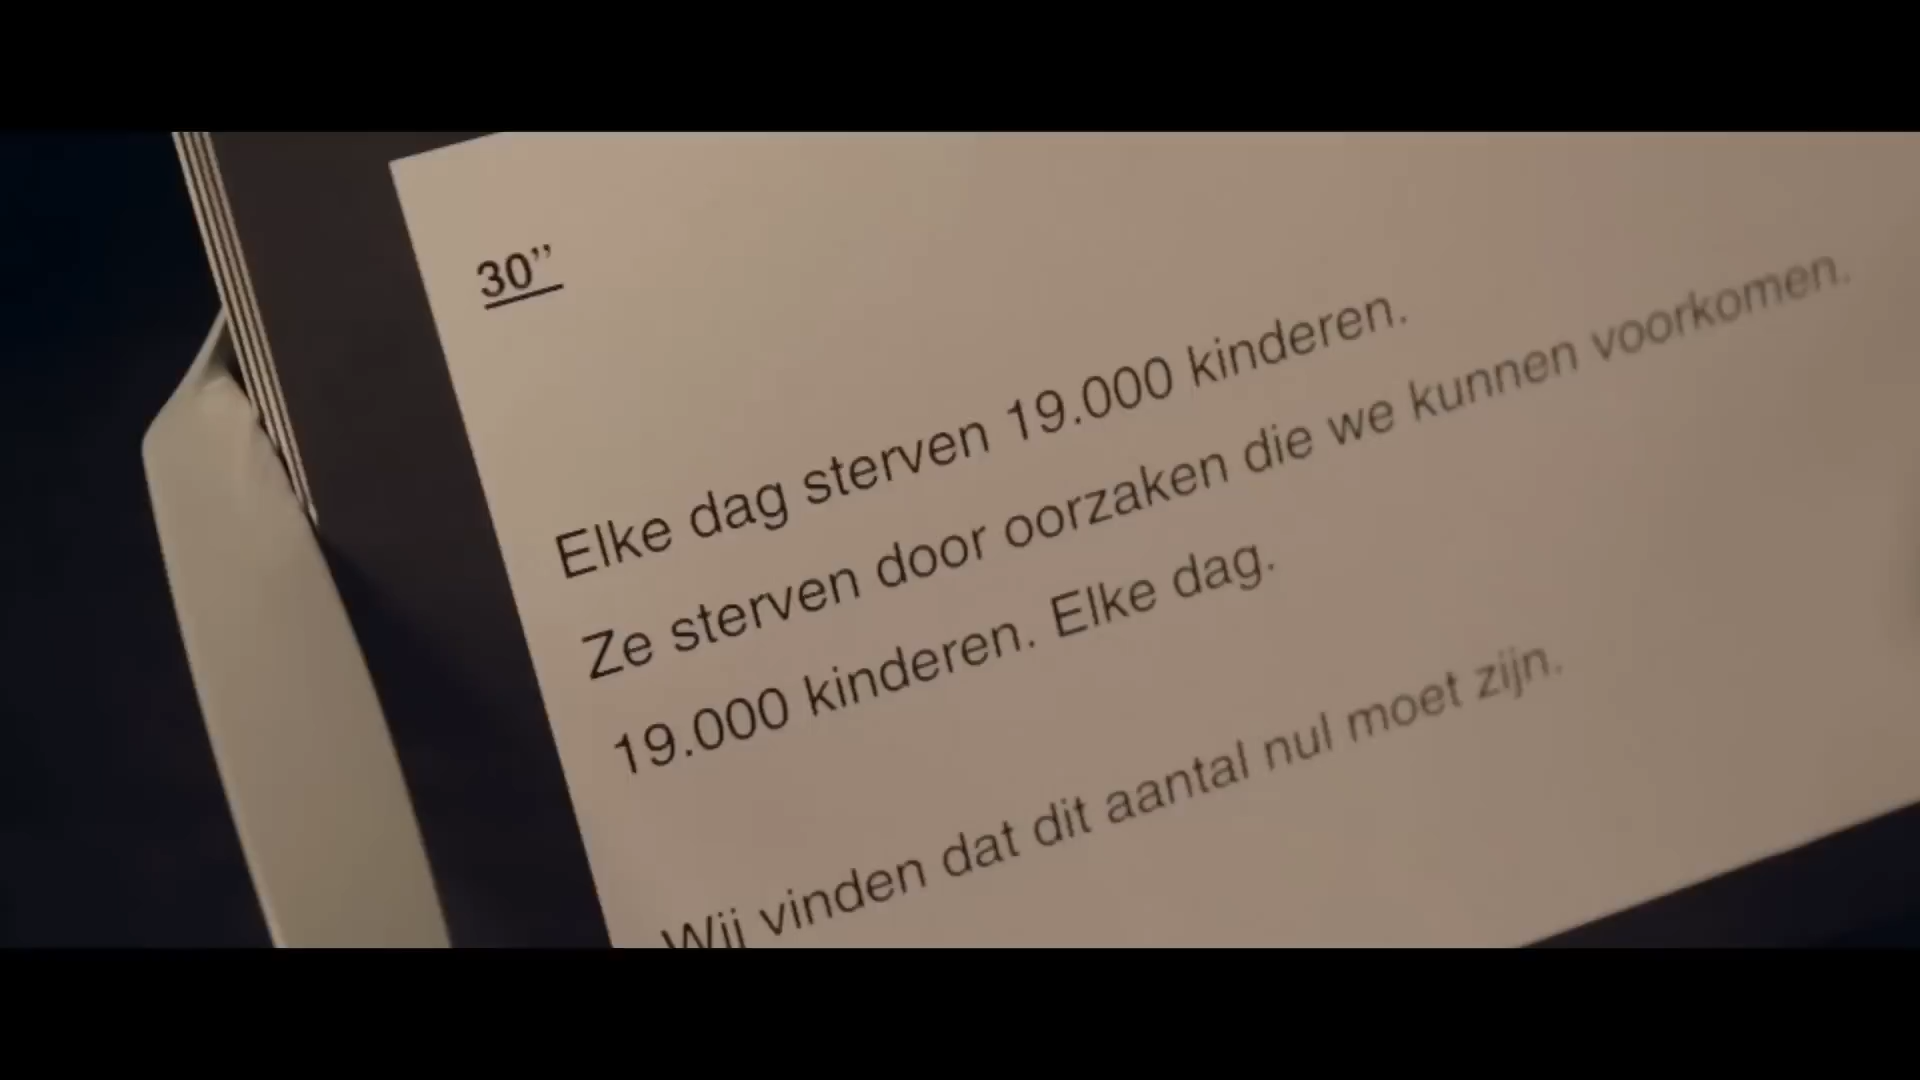 30”
Elke dag sterven 19.000 kinderen.
Ze sterven door oorzaken die we kunnen voorkomen.
19.000 kinderen. Elke dag.
Wij vinden dat dit aantal nul moet zijn.